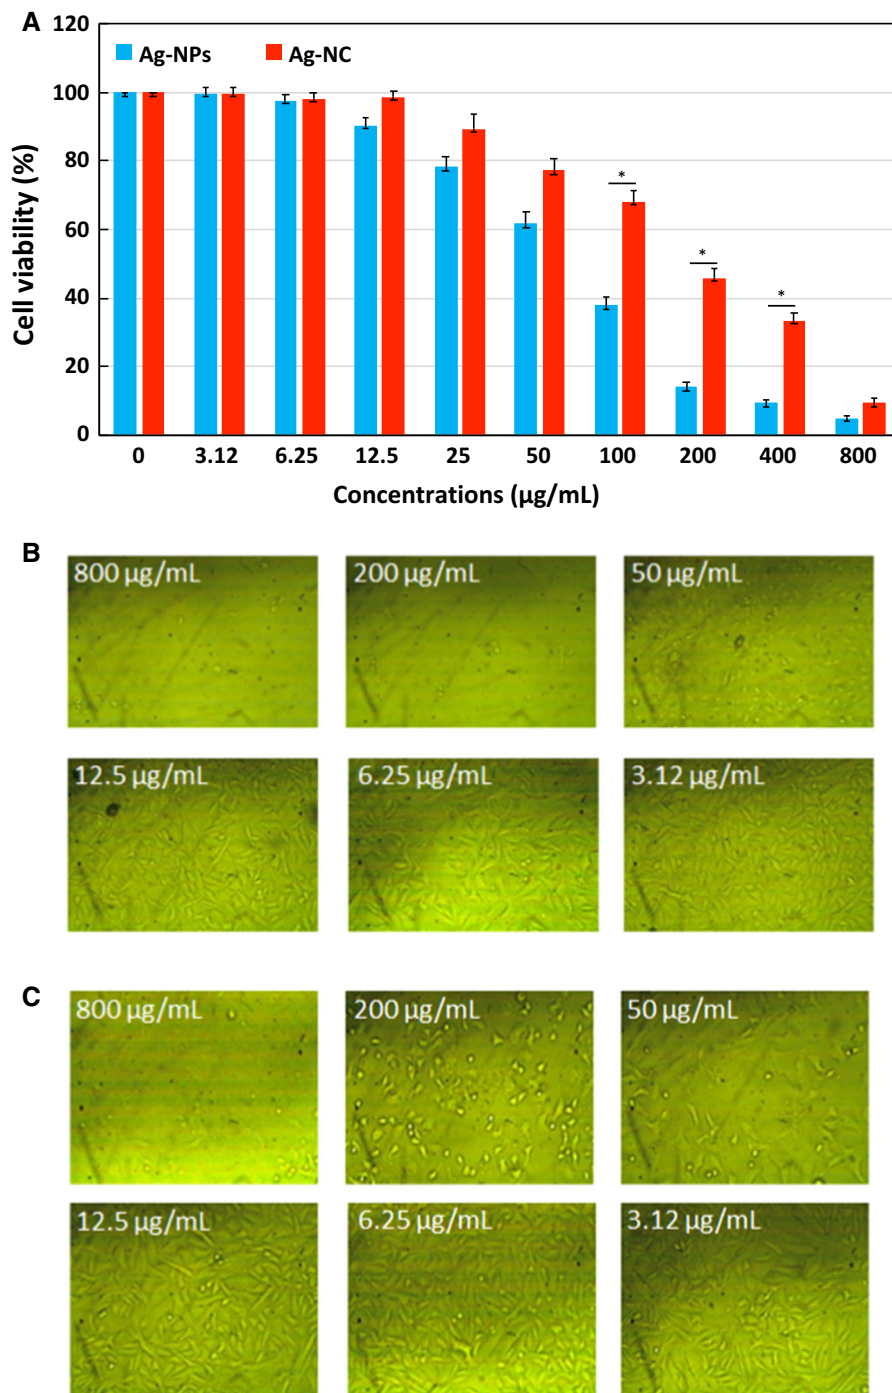 A
120
100
80
60
40
20
0
Cell viability (%)
Ag-NPs Ag-NC
*
*
*
0 3.12 6.25 12.5 25 50 100 200 400 800
Concentrations (µg/mL)
B
800 µg/mL 200 µg/mL 50 µg/mL
12.5 µg/mL 6.25 µg/mL 3.12 µg/mL
C
800 µg/mL 200 µg/mL 50 µg/mL
12.5 µg/mL 6.25 µg/mL 3.12 µg/mL